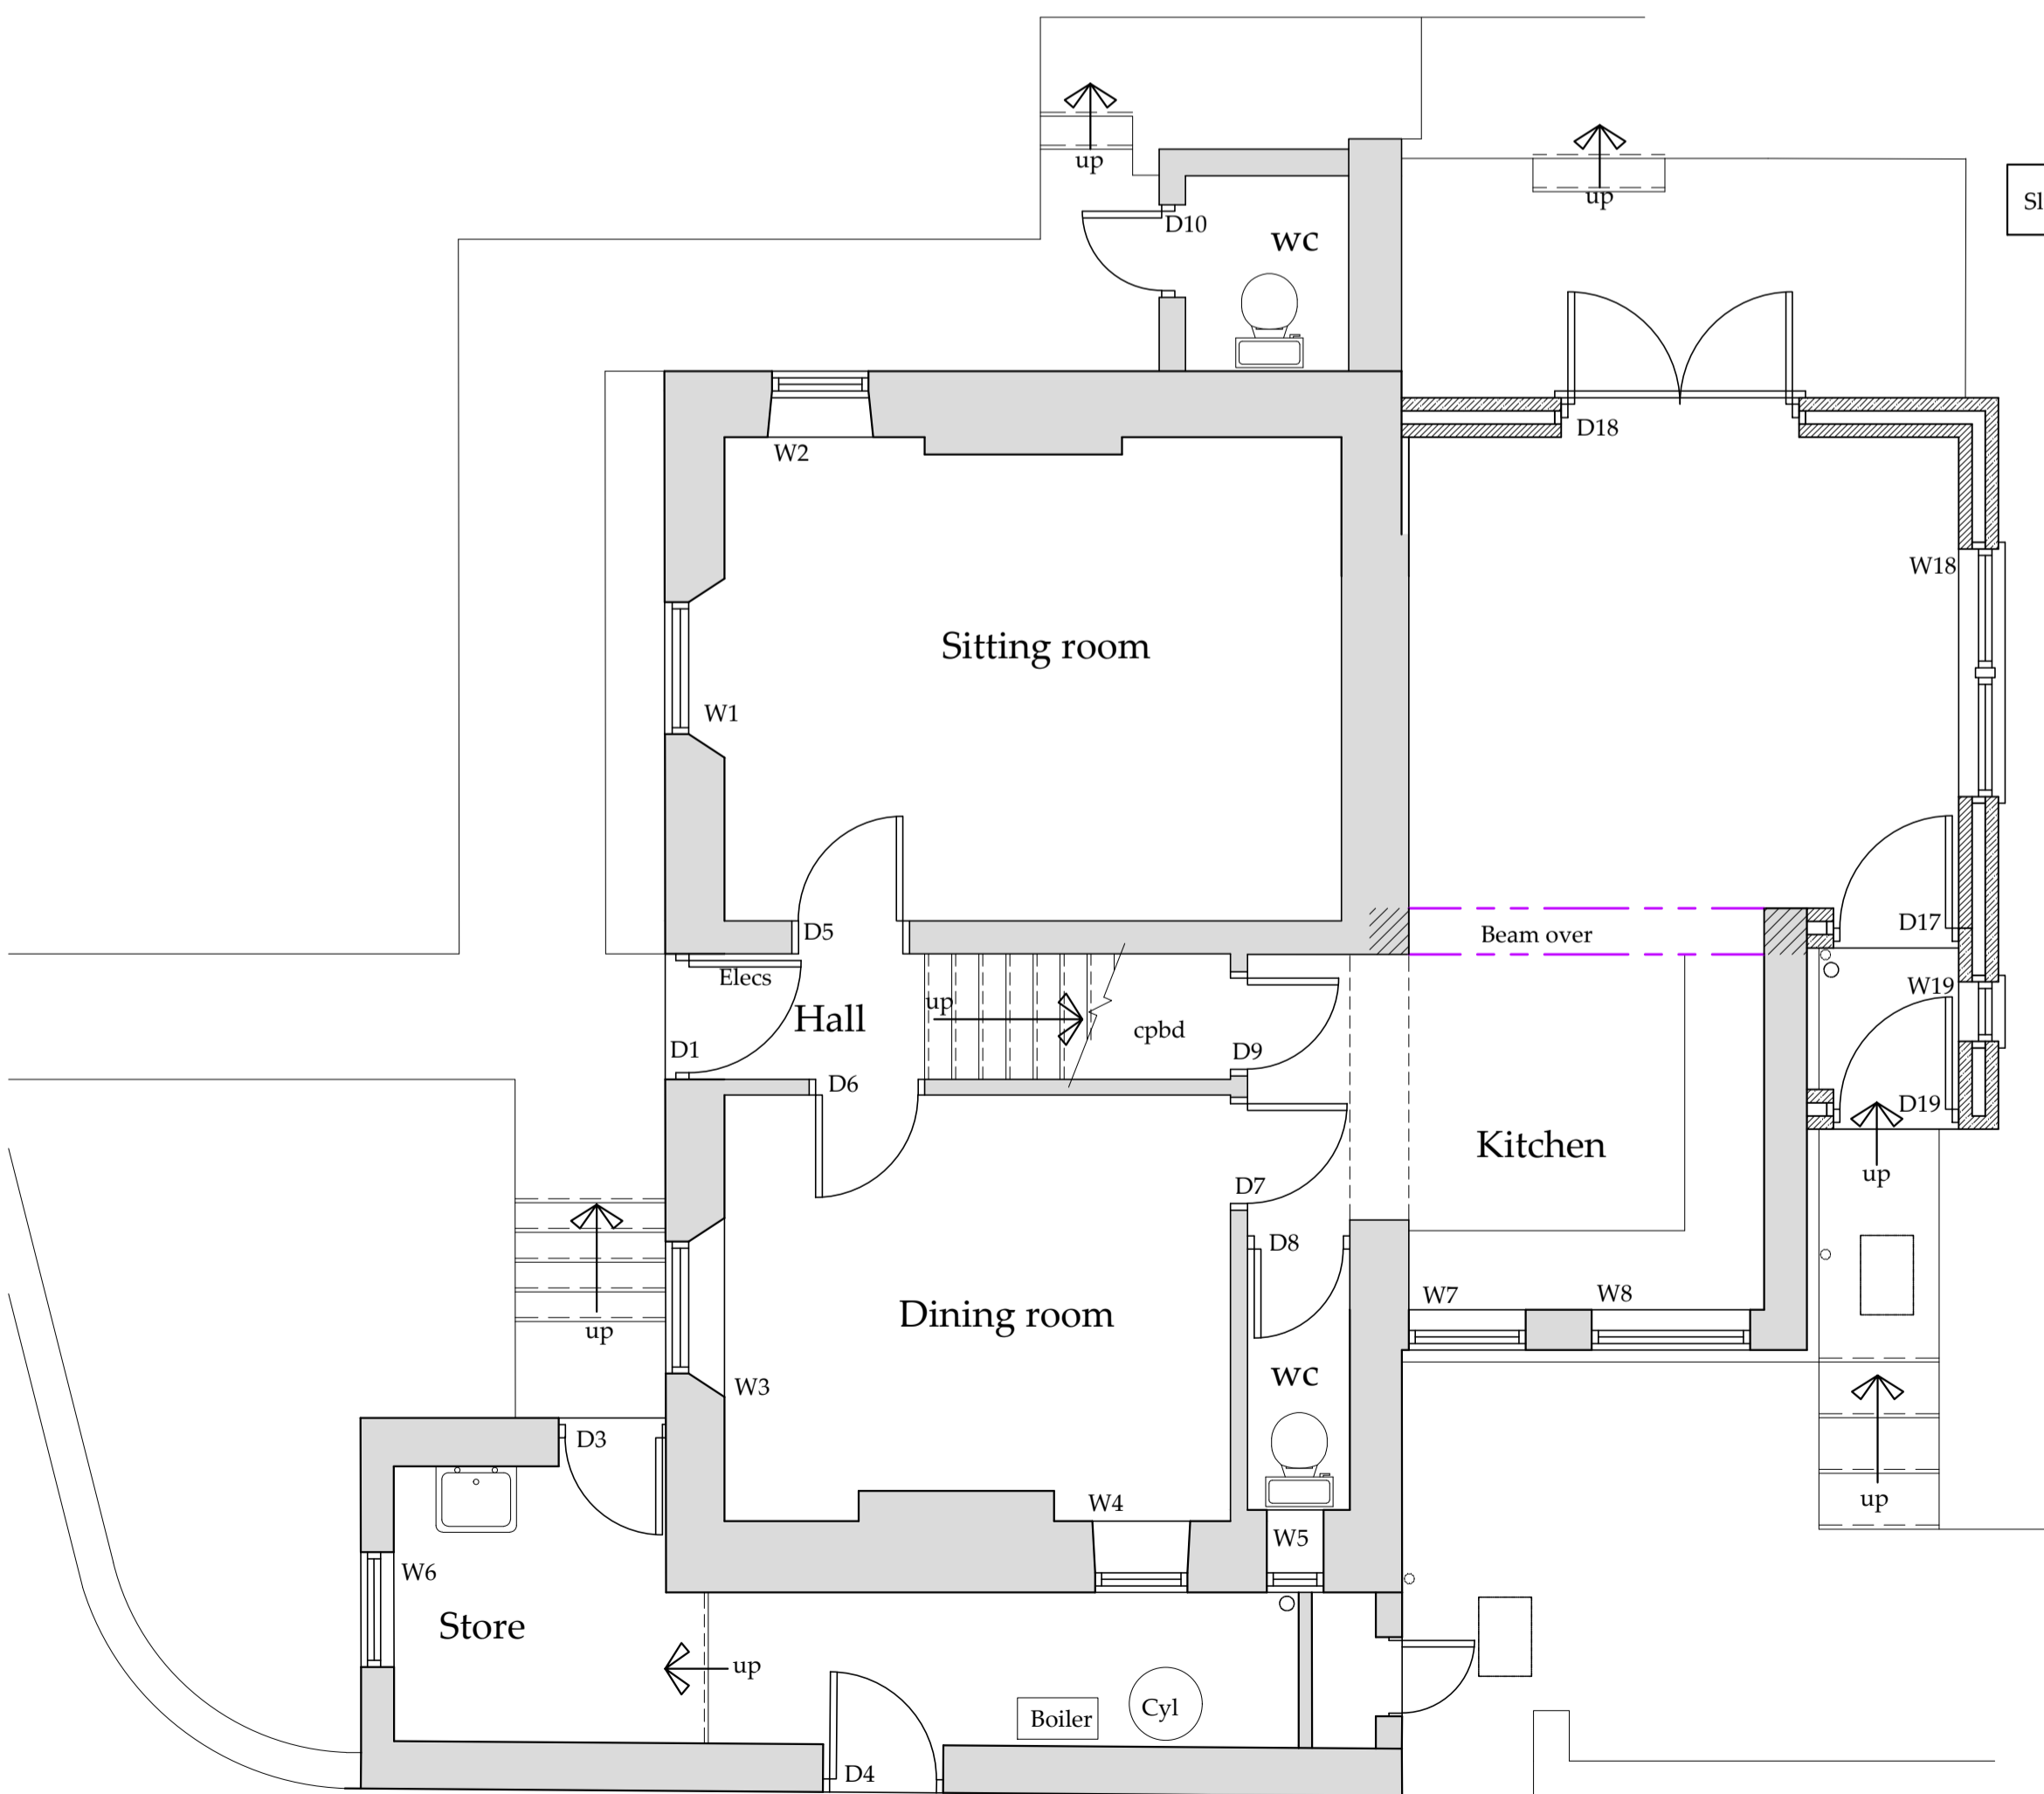 up
up
Sl
D10
wc
D18
W2
W18
Sitting room
W1
D5
D17
Beam over
Elecs
W19
up
Hall
cpbd
D1
D9
D6
D19
Kitchen
up
D7
D8
W7
W8
Dining room
up
wc
W3
D3
W4
up
W5
W6
Store
up
Cyl
Boiler
D4